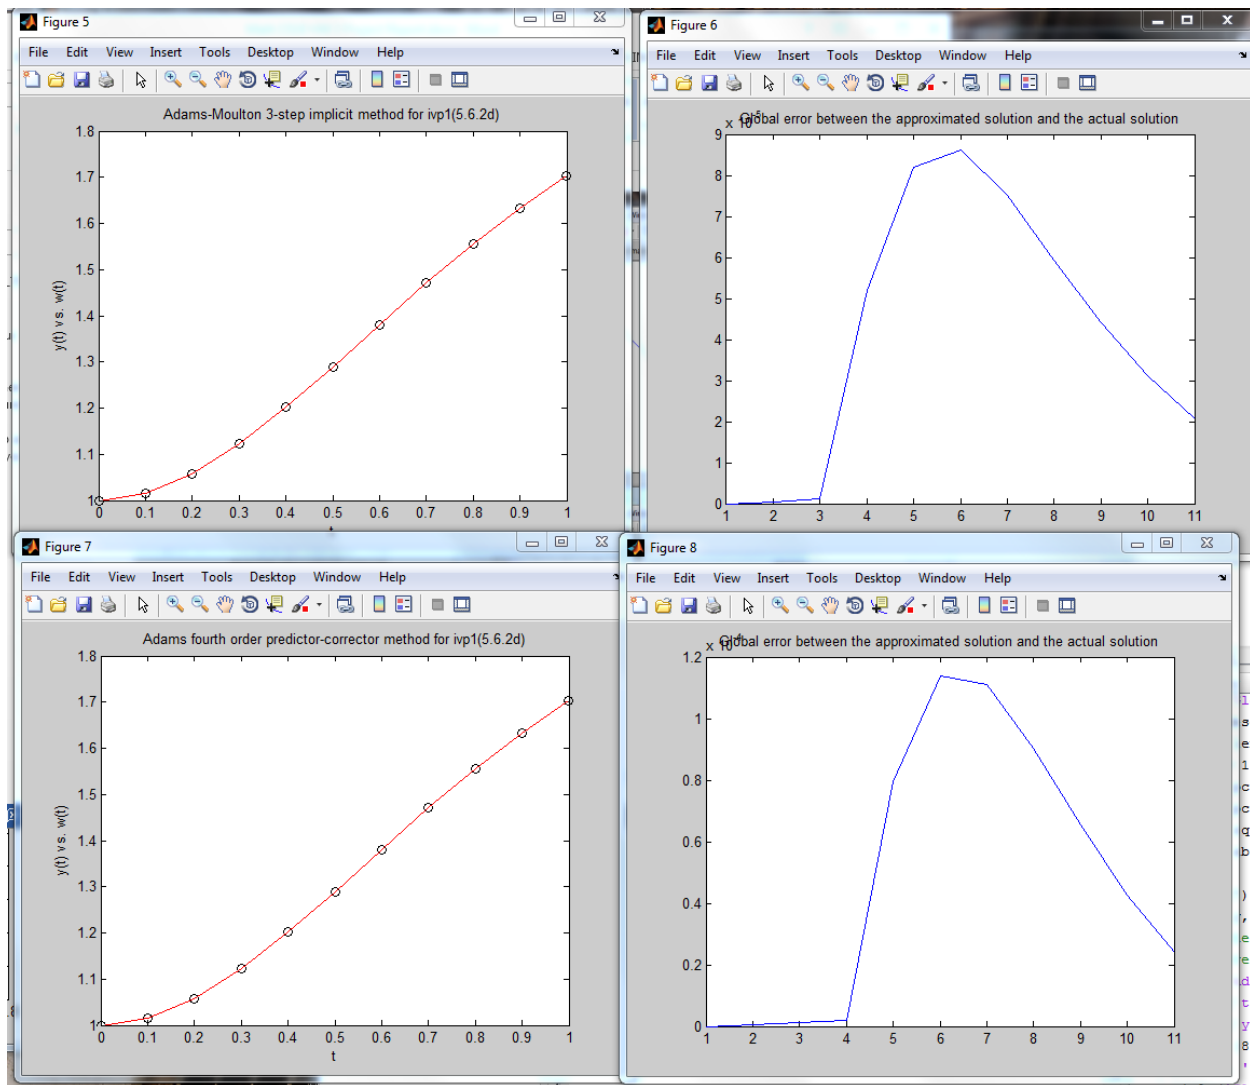 Figure 5
File Edit View Insert Tools Desktop Window Help
Adams-Moulton 3-step implicit method for ivp1(5.6.2d)
1.8
1.7
1.6
1.5
1.4
1.3
1.2
1.1
1
y(t) vs. w(t)
0 0.1 0.2 0.3 0.4 0.5 0.6 0.7 0.8 0.9 1
Figure 6
File Edit View Insert Tools Desktop Window Help
Global error between the approximated solution and the actual solution
x 10
9
8
7
6
5
4
3
2
1
0
1 2 3 4 5 6 7 8 9 10 11
Figure 7
File Edit View Insert Tools Desktop Window Help
Adams fourth order predictor-corrector method for ivp1(5.6.2d)
1.8
1.7
1.6
1.5
1.4
1.3
1.2
1.1
1
y(t) vs. w(t)
0 0.1 0.2 0.3 0.4 0.5 0.6 0.7 0.8 0.9 1
t
Figure 8
File Edit View Insert Tools Desktop Window Help
Global error between the approximated solution and the actual solution
x 10
1.2
1
0.8
0.6
0.4
0.2
0
1 2 3 4 5 6 7 8 9 10 11